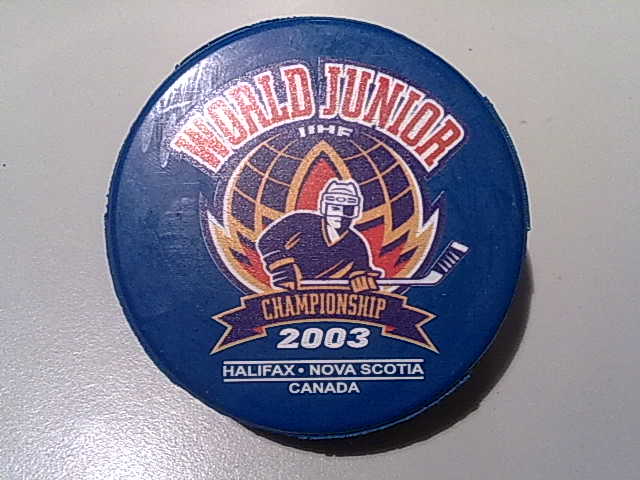 WORLD JUNIOR
IIHF
CHAMPIONSHIP
2003
HALIFAX • NOVA SCOTIA
CANADA